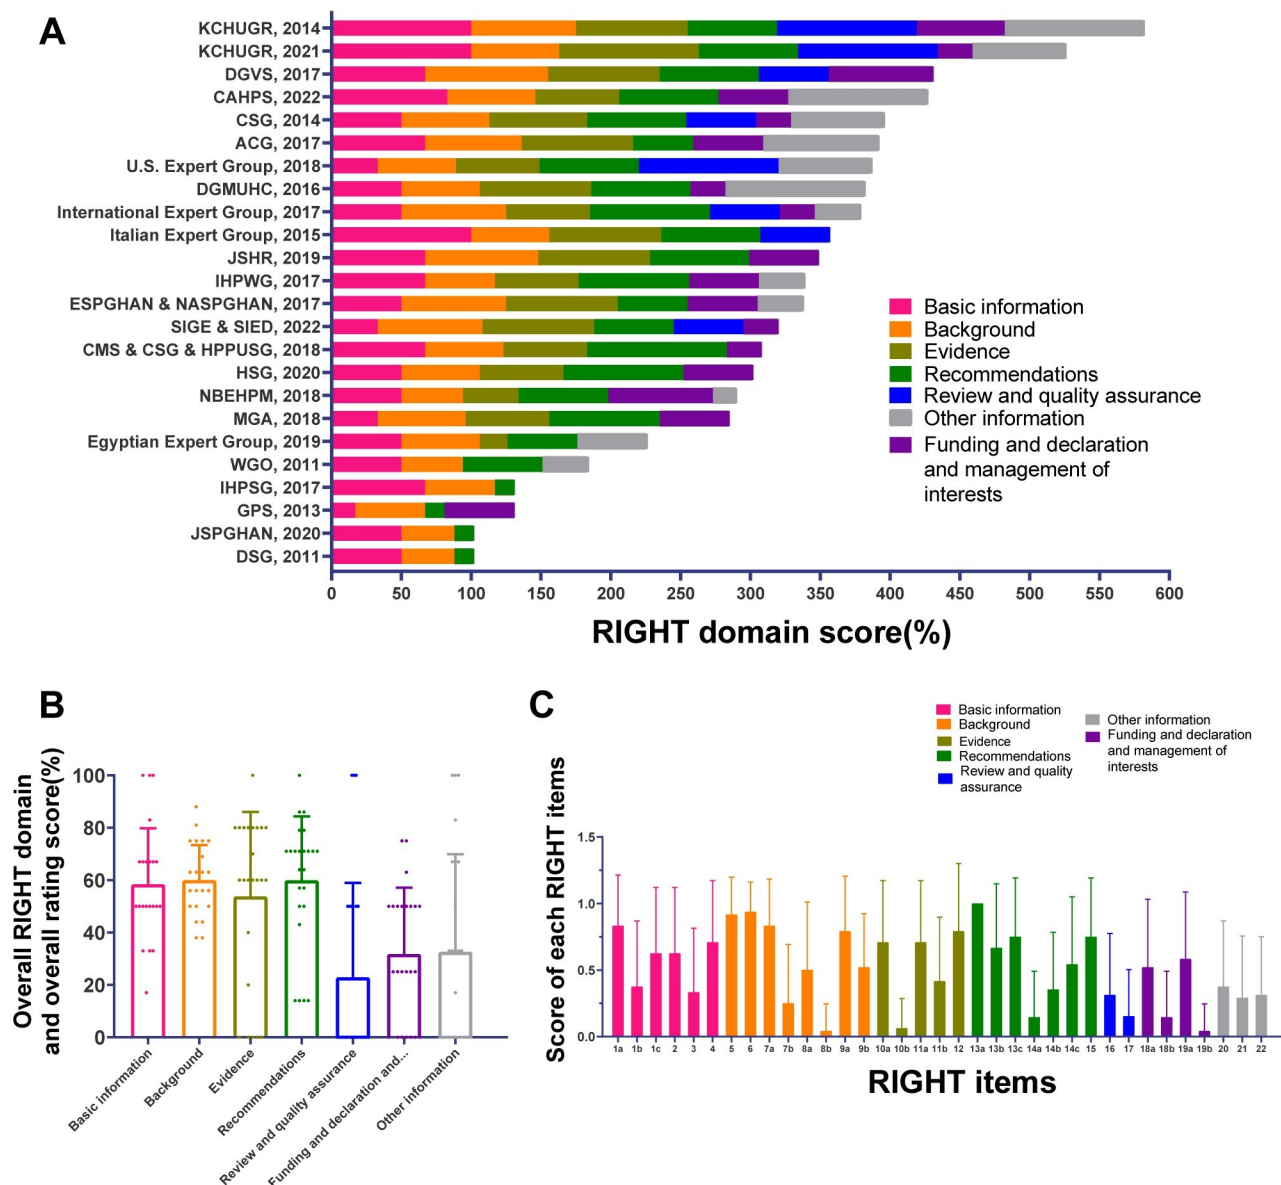 A
KCHUGR, 2014
KCHUGR, 2021
DGVS, 2017
CAHPS, 2022
CSG, 2014
ACG, 2017
U.S. Expert Group, 2018
DGMUHC, 2016
International Expert Group, 2017
Italian Expert Group, 2015
JSHR, 2019
IHPWG, 2017
ESPGHAN & NASPGHAN, 2017
SIGE & SIED, 2022
CMS & CSG & HPPUSG, 2018
HSG, 2020
NBEHPM, 2018
MGA, 2018
Egyptian Expert Group, 2019
WGO, 2011
IHPSG, 2017
GPS, 2013
JSPGHAN, 2020
DSG, 2011
0 50 100 150 200 250 300 350 400 450 500 550 600
RIGHT domain score(%)
Basic information
Background
Evidence
Recommendations
Review and quality assurance
Other information
Funding and declaration
and management of
interests
B
Overall RIGHT domain
and overall rating score(%)
100
80
60
40
20
0
Basic information
Background
Evidence
Recommendations
Review and quality assurance
Funding and declaration and...
Other information
C
Basic information
Background
Evidence
Recommendations
Review and quality
assurance
Other information
Funding and declaration
and management of
interests
Score of each RIGHT items
1.5
1.0
0.5
0.0
1a 1b 1c 2 3 4 5 6 7a 7b 8a 8b 9a 9b 10a 10b 11a 11b 12 13a 13b 13c 14a 14b 14c 15 16 17 18a 18b 19a 19b 20 21 22
RIGHT items